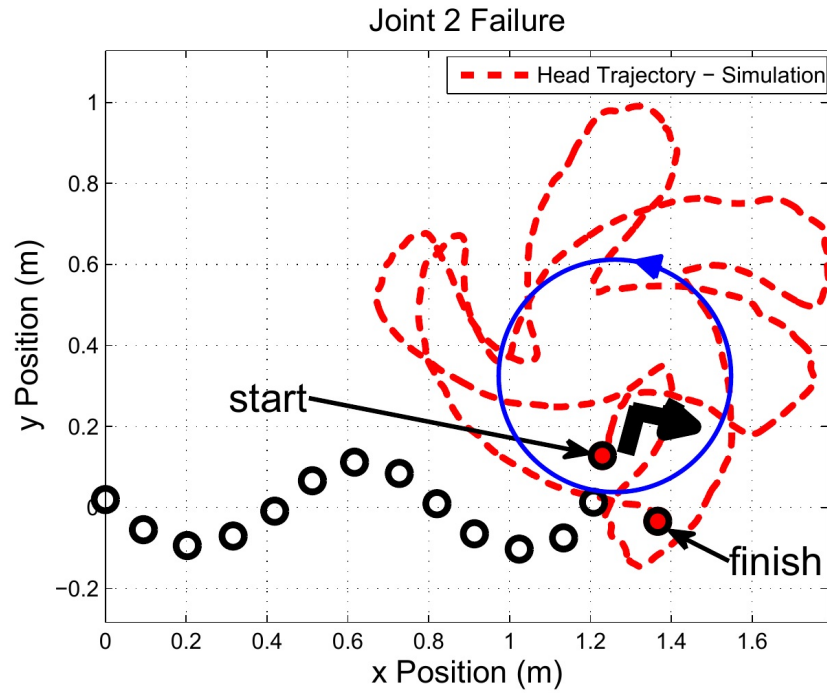 Joint 2 Failure
Head Trajectory − Simulation
1
0.8
0.6
0.4
0.2
0
−0.2
y Position (m)
start
finish
0
0.2
0.4
0.6
0.8
1
1.2
1.4
1.6
x Position (m)